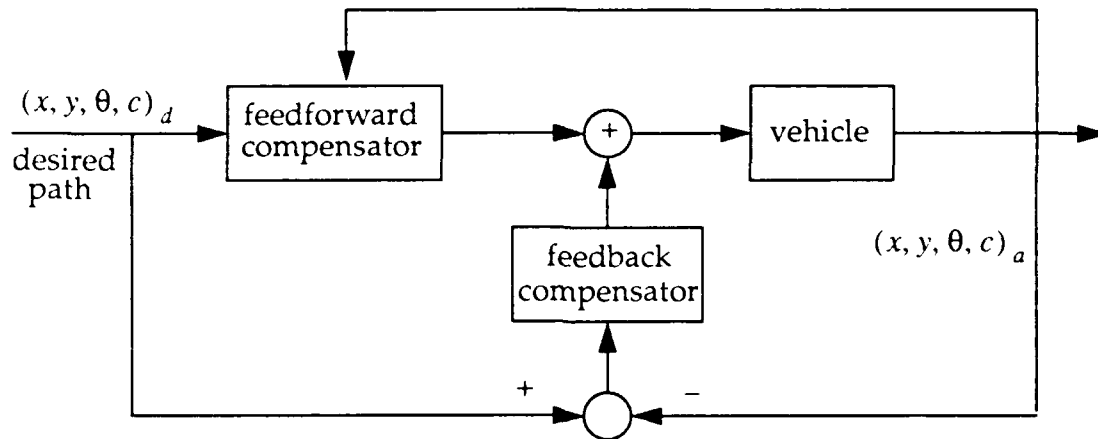 (x, y, θ, c) d
desired
path
feedforward
compensator
+
vehicle
feedback
compensator
(x, y, θ, c) a
+
−